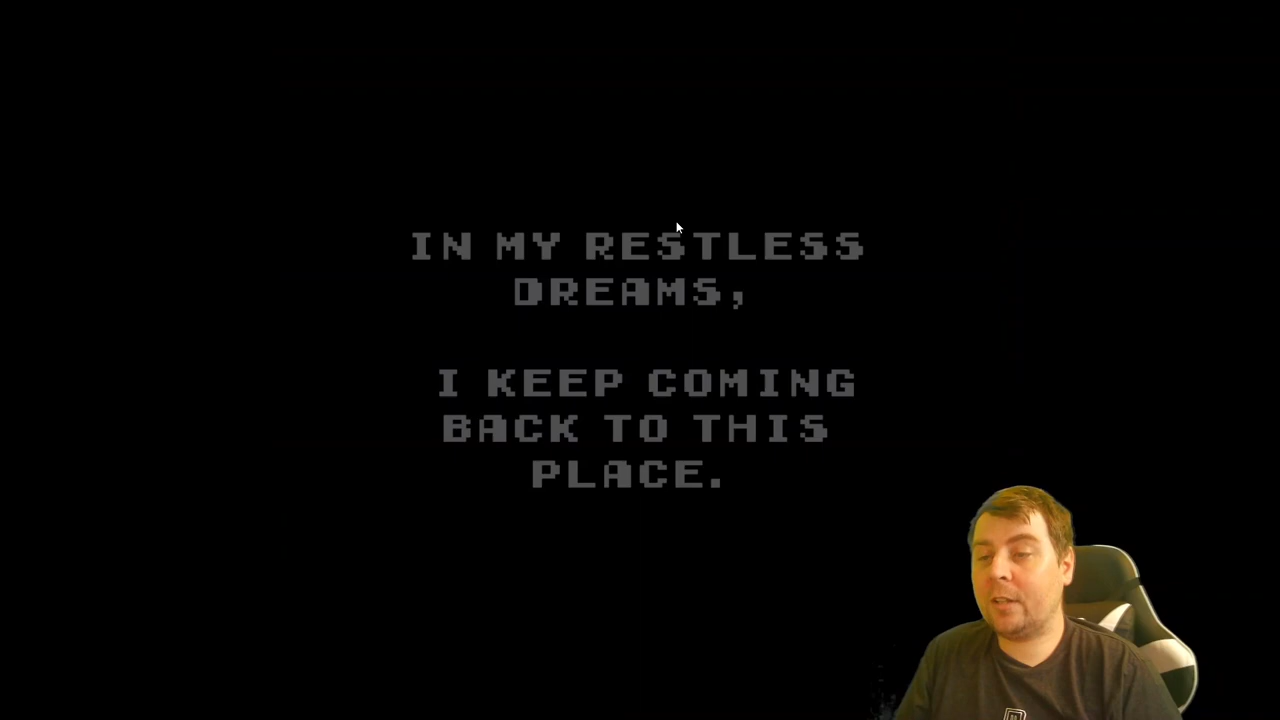 IN MY RESTLESS
DREAMS,
I KEEP COMING
BACK TO THIS
PLACE.